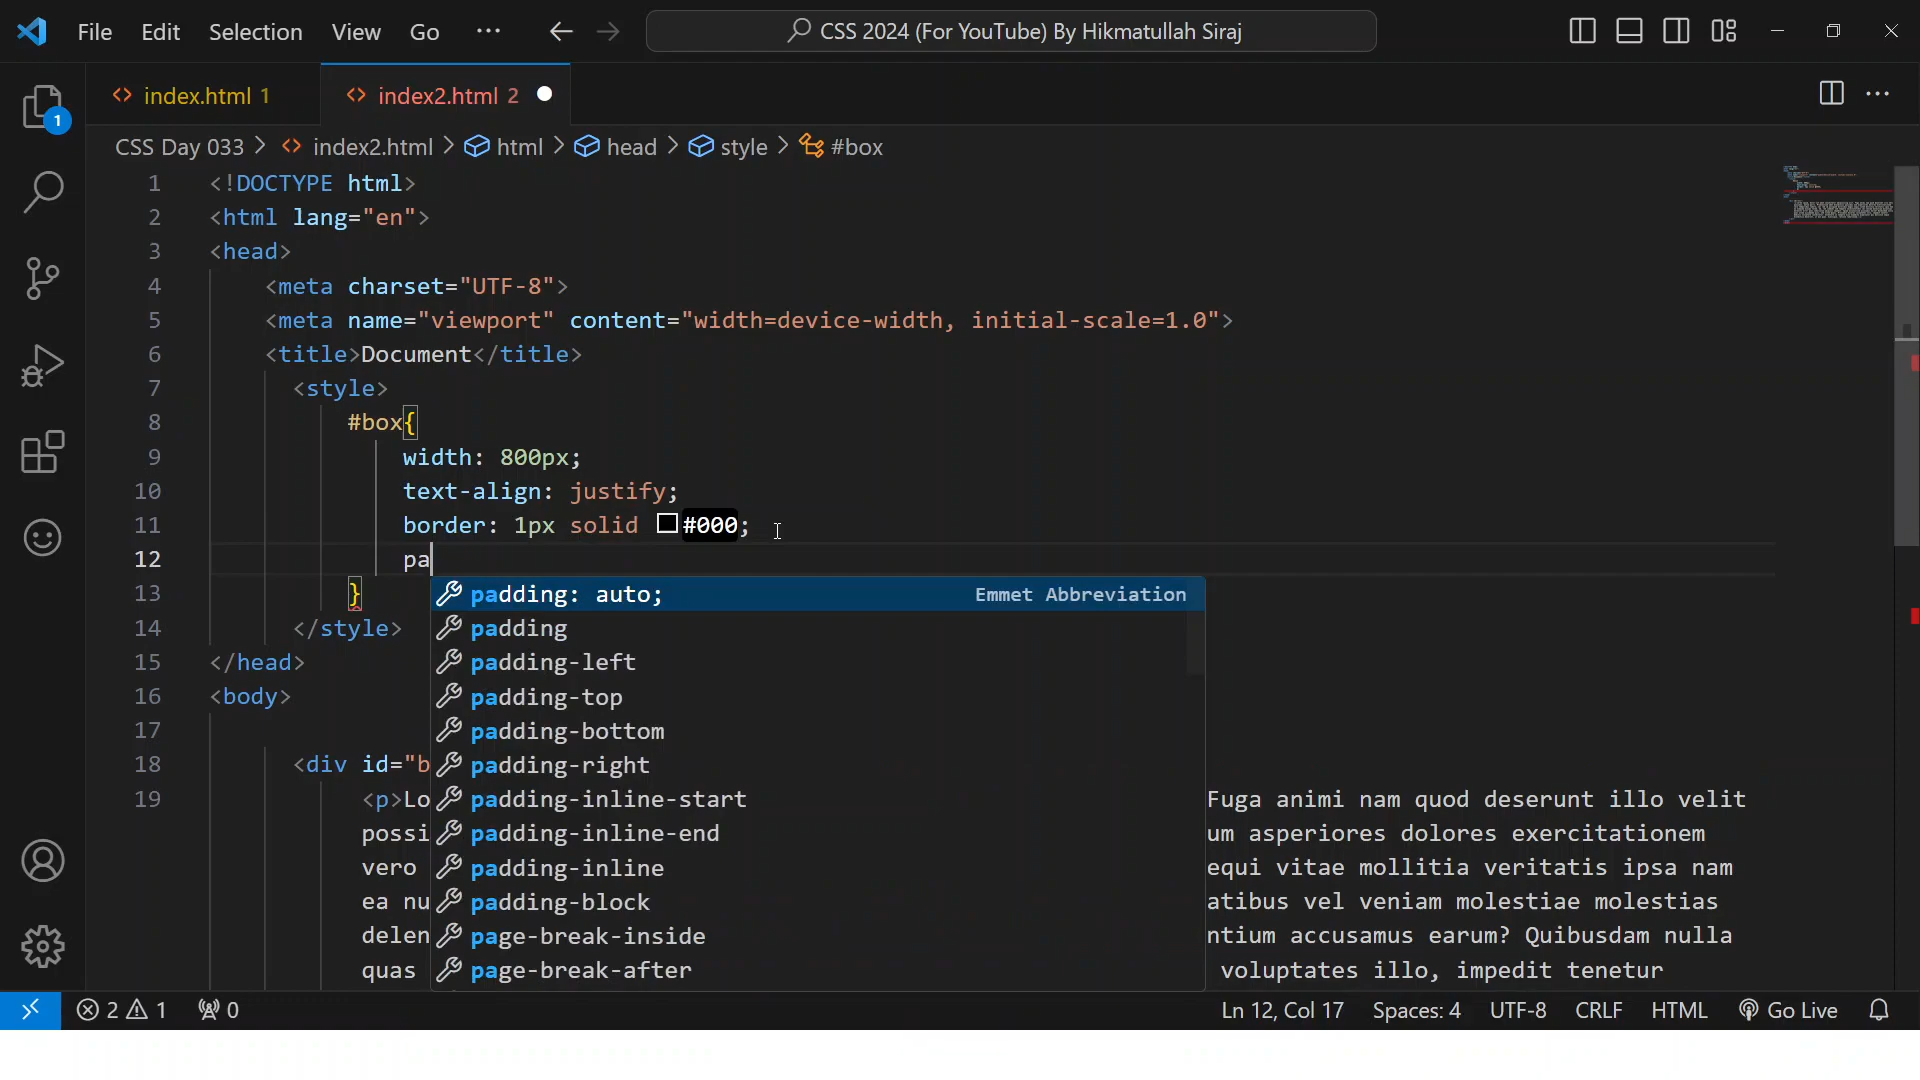 File Edit Selection View Go ··· CSS 2024 (For YouTube) By Hikmatullah Siraj
index.html 1 index2.html 2
CSS Day 033 > index2.html > html > head > style > #box
1 <!DOCTYPE html>
2 <html lang="en">
3 <head>
4 <meta charset="UTF-8">
5 <meta name="viewport" content="width=device-width, initial-scale=1.0">
6 <title>Document</title>
7 <style>
8 #box{
9 width: 800px;
10 text-align: justify;
11 border: 1px solid #000;
12 pa
13 }
padding: auto; Emmet Abbreviation
14 </style>
padding
15 </head>
padding-left
16 <body>
padding-top
17
padding-bottom
18 <div id="b
padding-right
19 <p>Lo
padding-inline-start
Fuga animi nam quod deserunt illo velit
possi
padding-inline-end
um asperiores dolores exercitationem
vero
padding-inline
equi vitae mollitia veritatis ipsa nam
ea nu
padding-block
atibus vel veniam molestiae molestias
delen
page-break-inside
ntium accusamus earum? Quibusdam nulla
quas
page-break-after
voluptates illo, impedit tenetur
1
2 1 0 Ln 12, Col 17 Spaces: 4 UTF-8 CRLF HTML Go Live